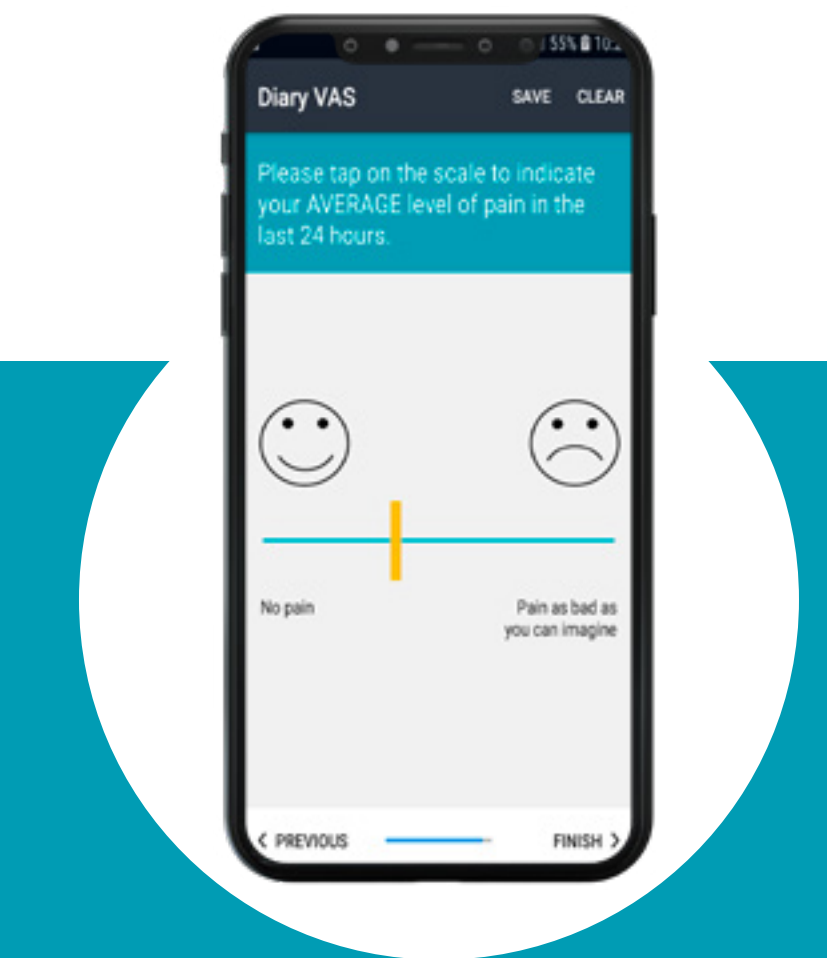 55%
Diary VAS SAVE CLEAR
Please tap on the scale to indicate
your AVERAGE level of pain in the
last 24 hours.
No pain
Pain as bad as
you can imagine
PREVIOUS FINISH